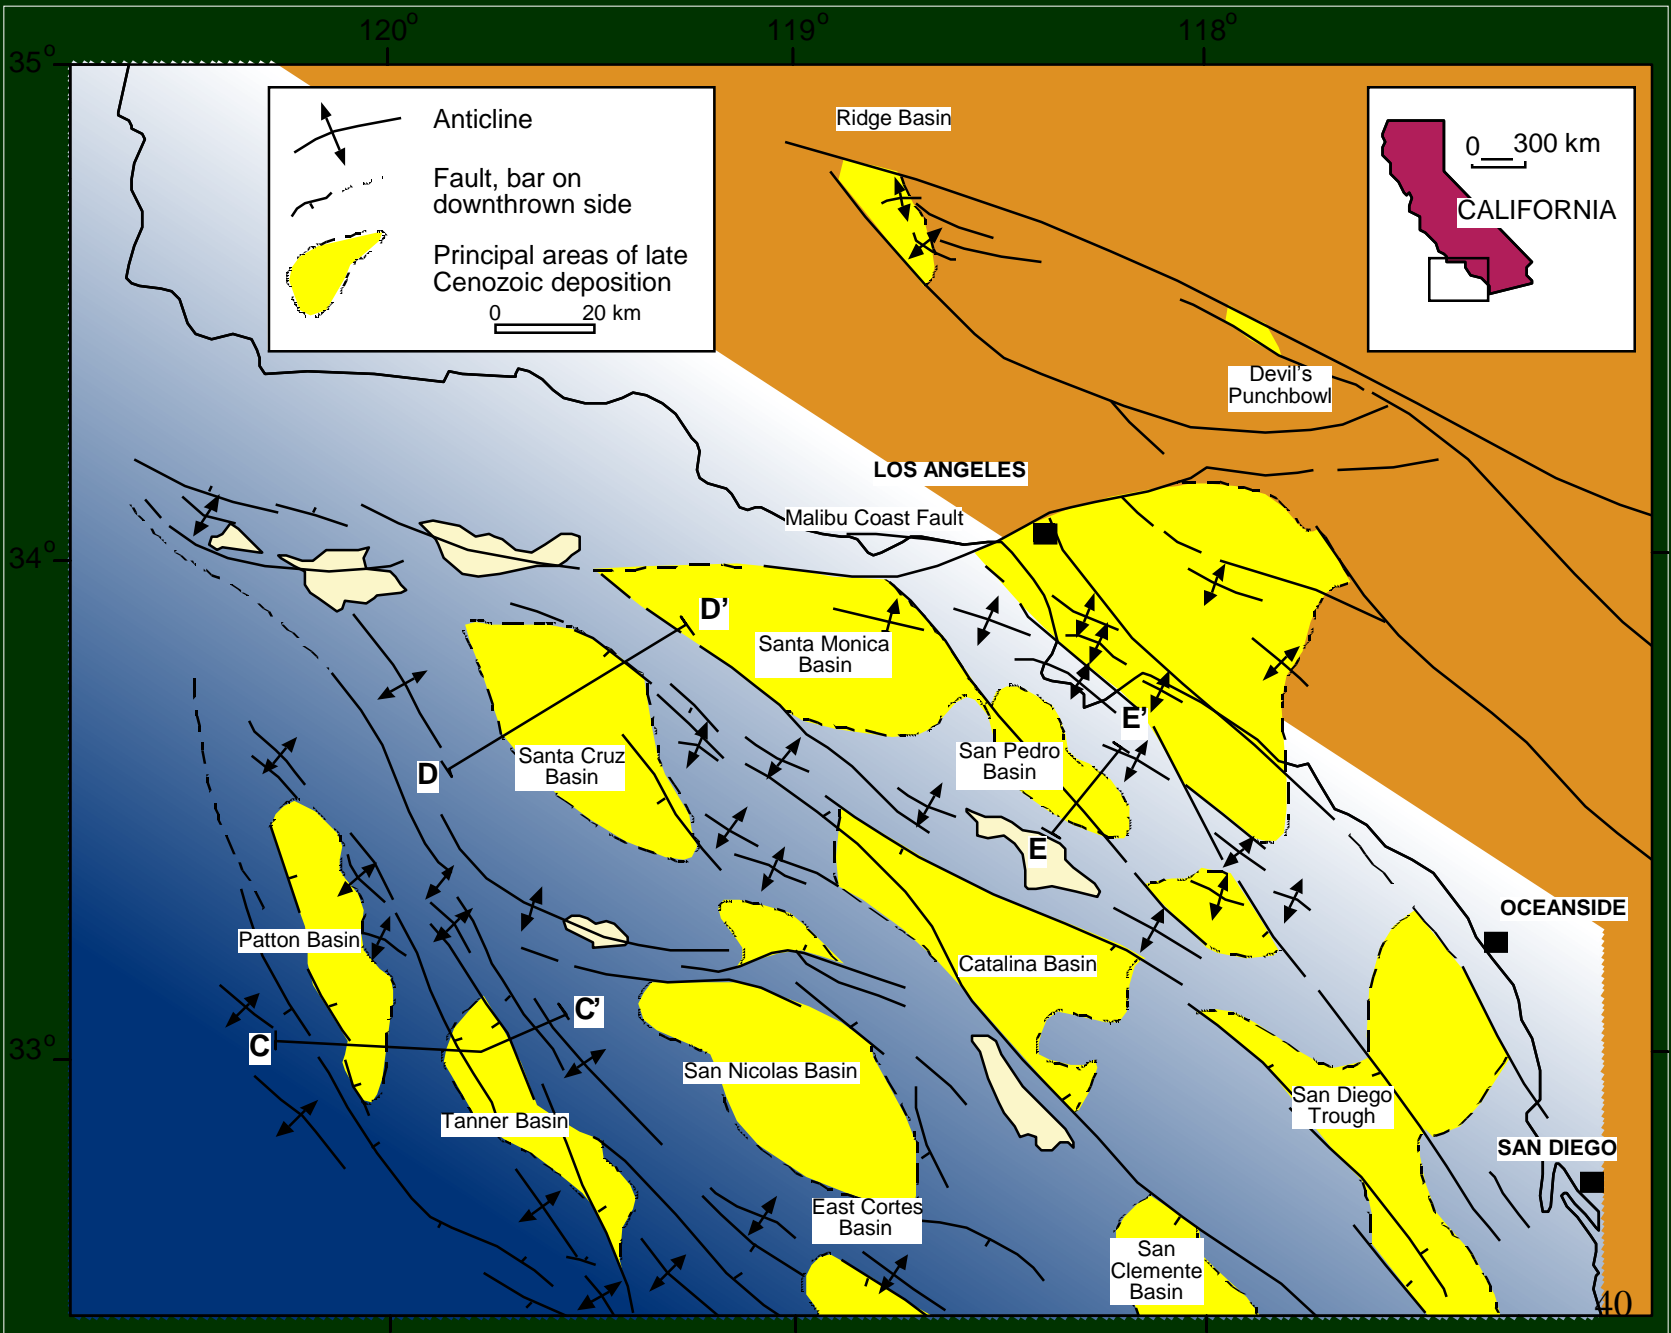 120°
119°
118°
35°
34°
33°
Anticline
Fault, bar on
downthrown side
Principal areas of late
Cenozoic deposition
0 20 km
Ridge Basin
0 300 km
CALIFORNIA
Devil's
Punchbowl
LOS ANGELES
Malibu Coast Fault
D'
Santa Monica
Basin
E'
San Pedro
Basin
Santa Cruz
Basin
D
E
OCEANSIDE
Patton Basin
Catalina Basin
C'
C
San Nicolas Basin
San Diego
Trough
Tanner Basin
SAN DIEGO
East Cortes
Basin
San
Clemente
Basin
40